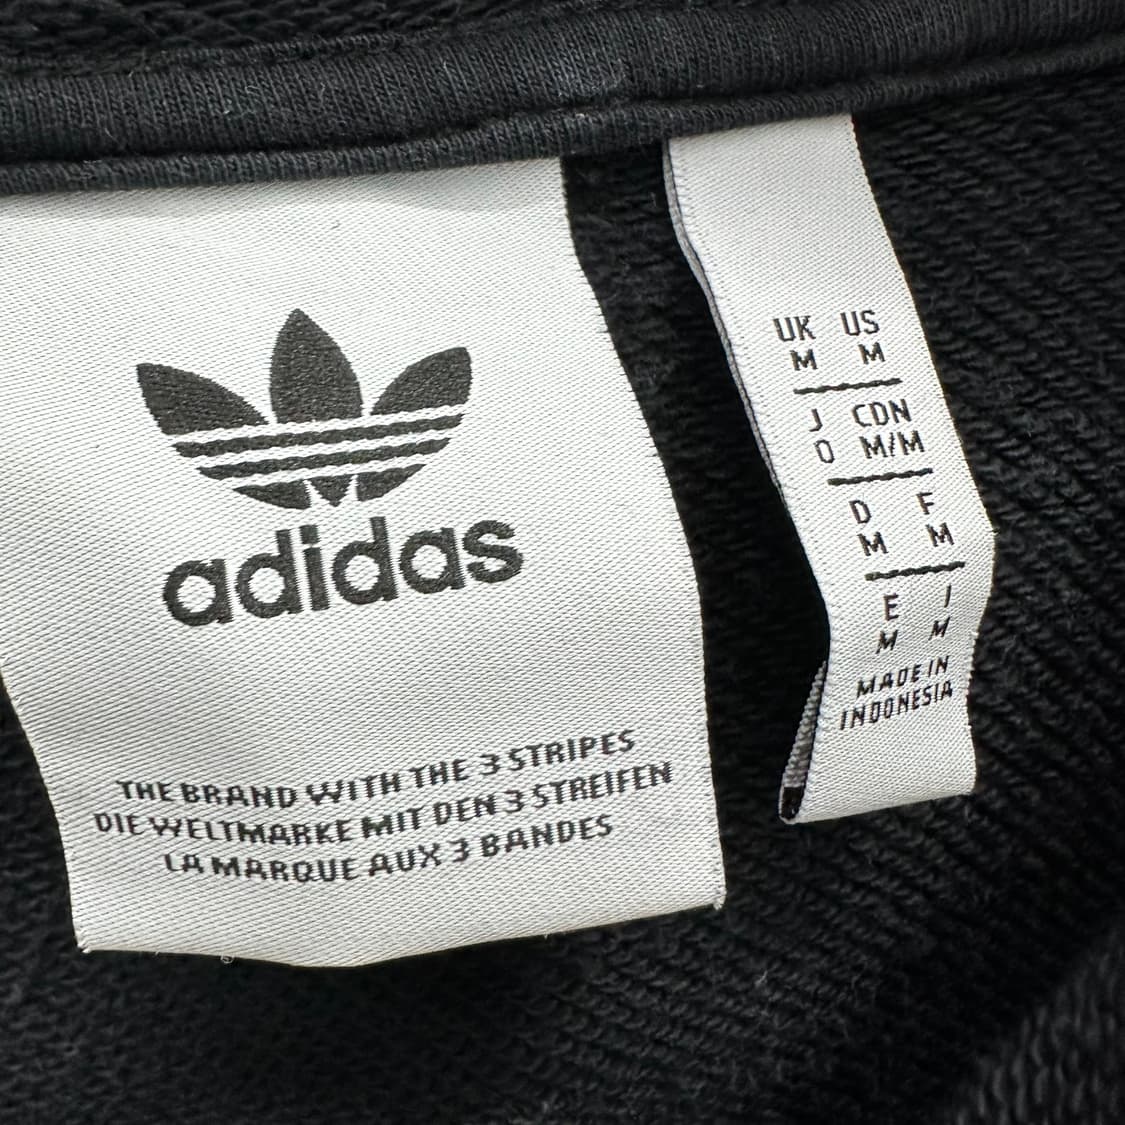 adidas
THE BRAND WITH THE 3 STRIPES
DIE WELTMARKE MIT DEN 3 STREIFEN
LA MARQUE AUX 3 BANDES
UK US
M M
J CDN
O M/M
D F
M M
E I
M M
MADE IN
INDONESIA